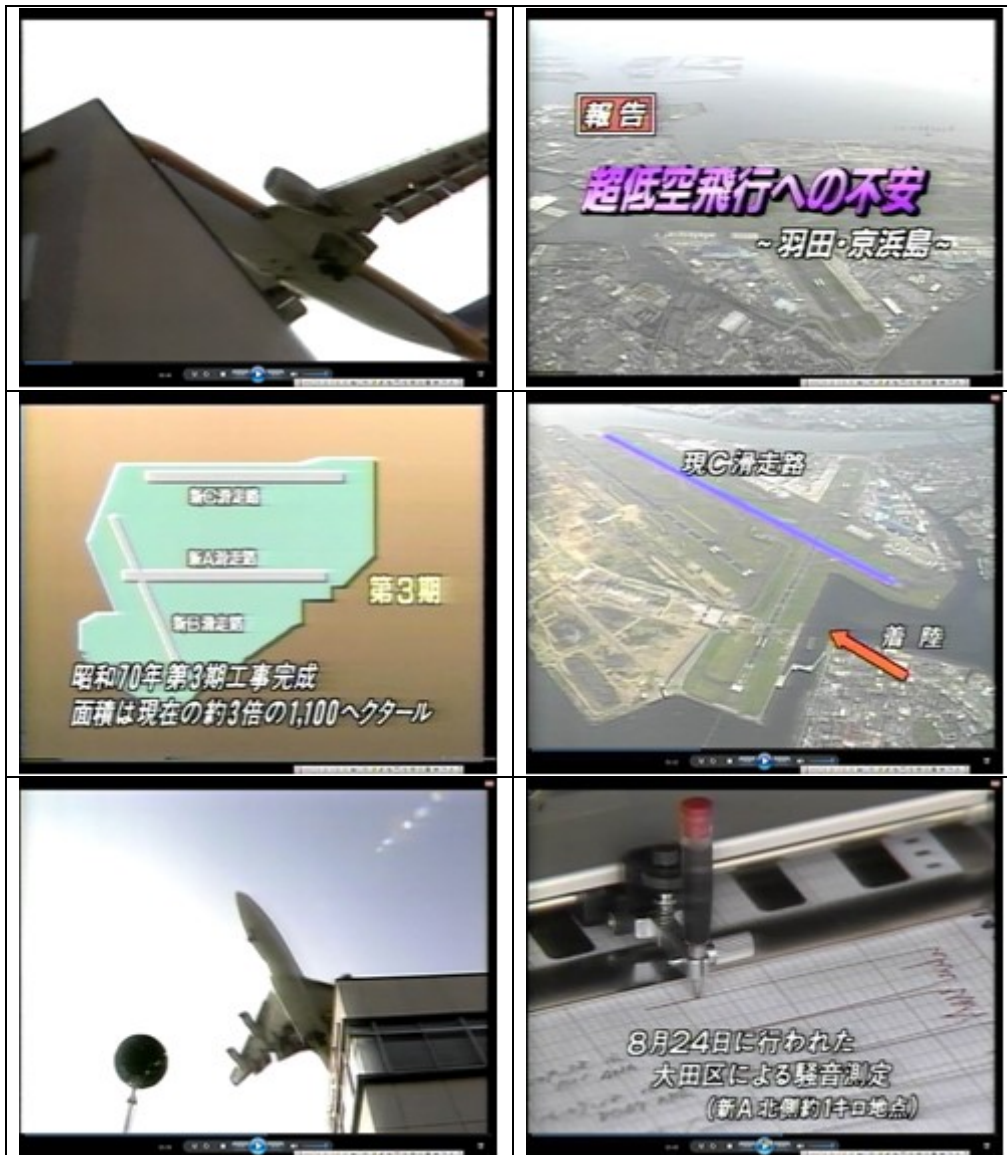 報告
超低空飛行への不安
~羽田・京浜島~
新C滑走路
新A滑走路
第3期
新B滑走路
昭和70年第3期工事完成
面積は現在の約3倍の1,100ヘクタール
現C滑走路
着陸
8月24日に行われた
大田区による騒音測定
(新A北側約1キロ地点)